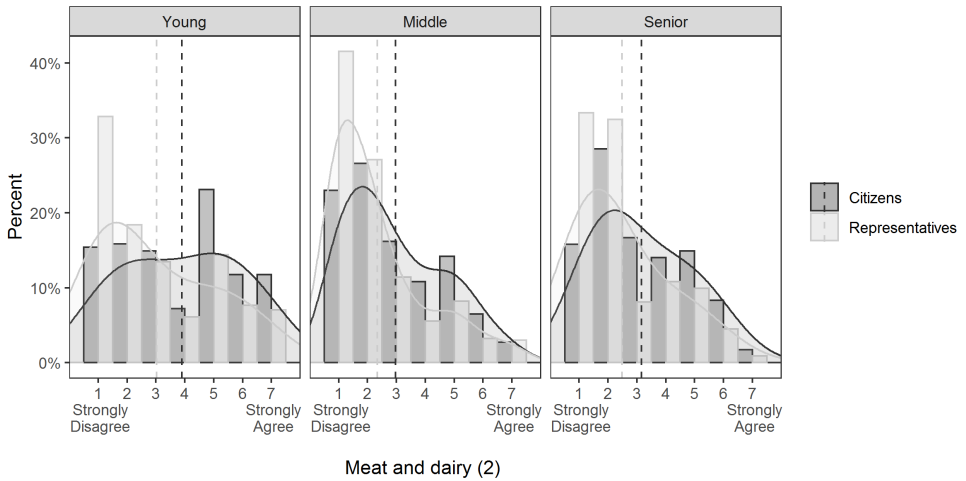 Young Middle Senior
Percent
40%
30%
20%
10%
0%
1 2 3 4 5 6 7 1 2 3 4 5 6 7 1 2 3 4 5 6 7
Strongly Strongly Strongly Strongly Strongly Strongly
Disagree Agree Disagree Agree Disagree Agree
Meat and dairy (2)
Citizens
Representatives